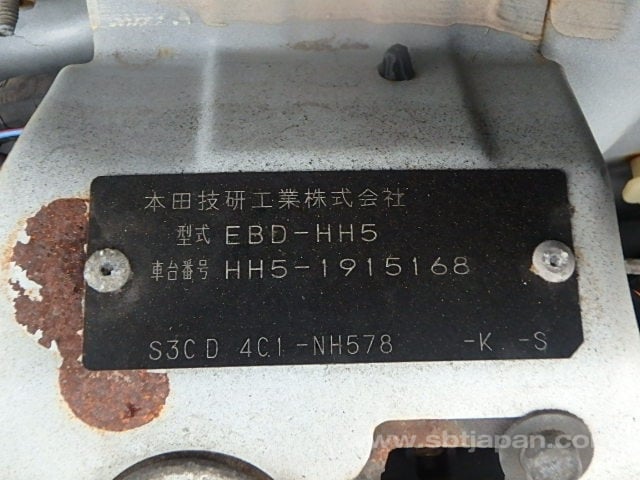 本田技研工業株式会社
型式 EBD-HH5
車台番号 HH5-1915168
S3CD 4C1-NH578 -K -S
www.sbtjapan.com